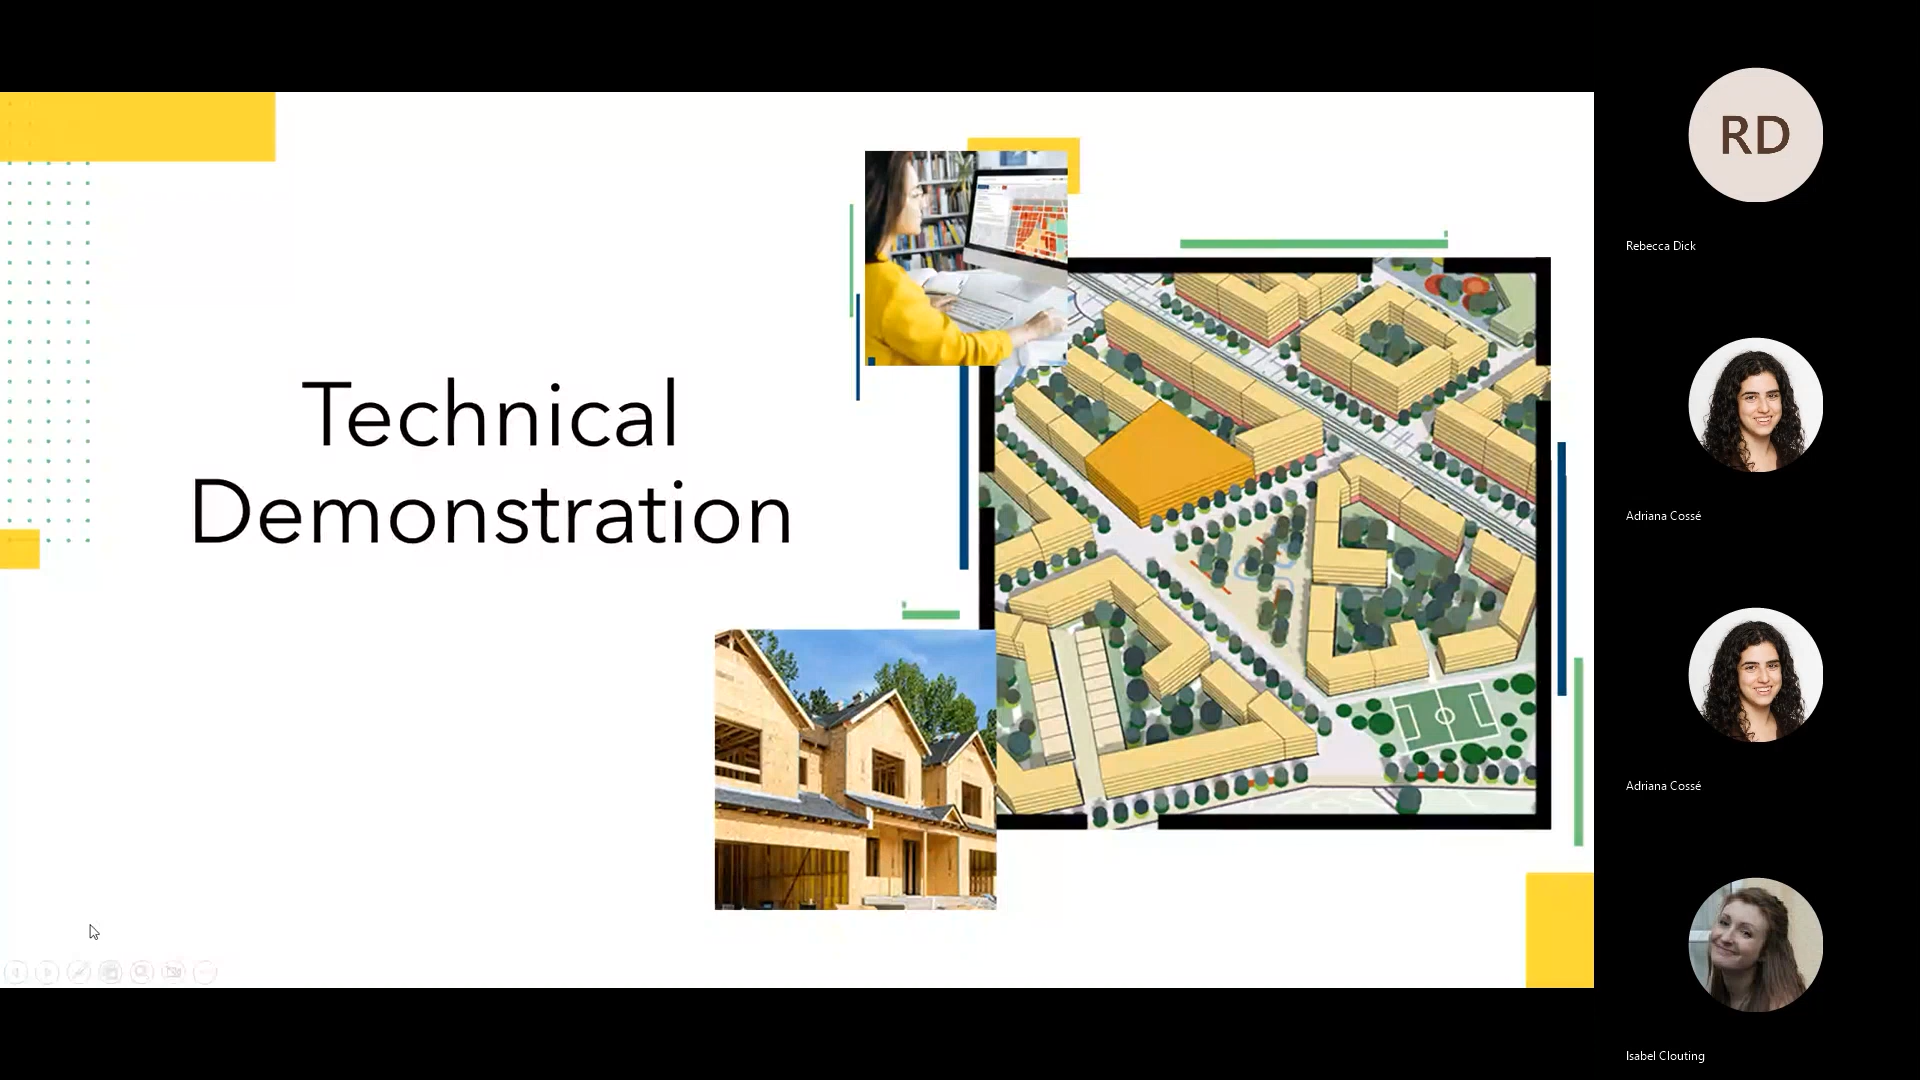 Technical
Demonstration
RD
Rebecca Dick
Adriana Cossé
Adriana Cossé
Isabel Clouting